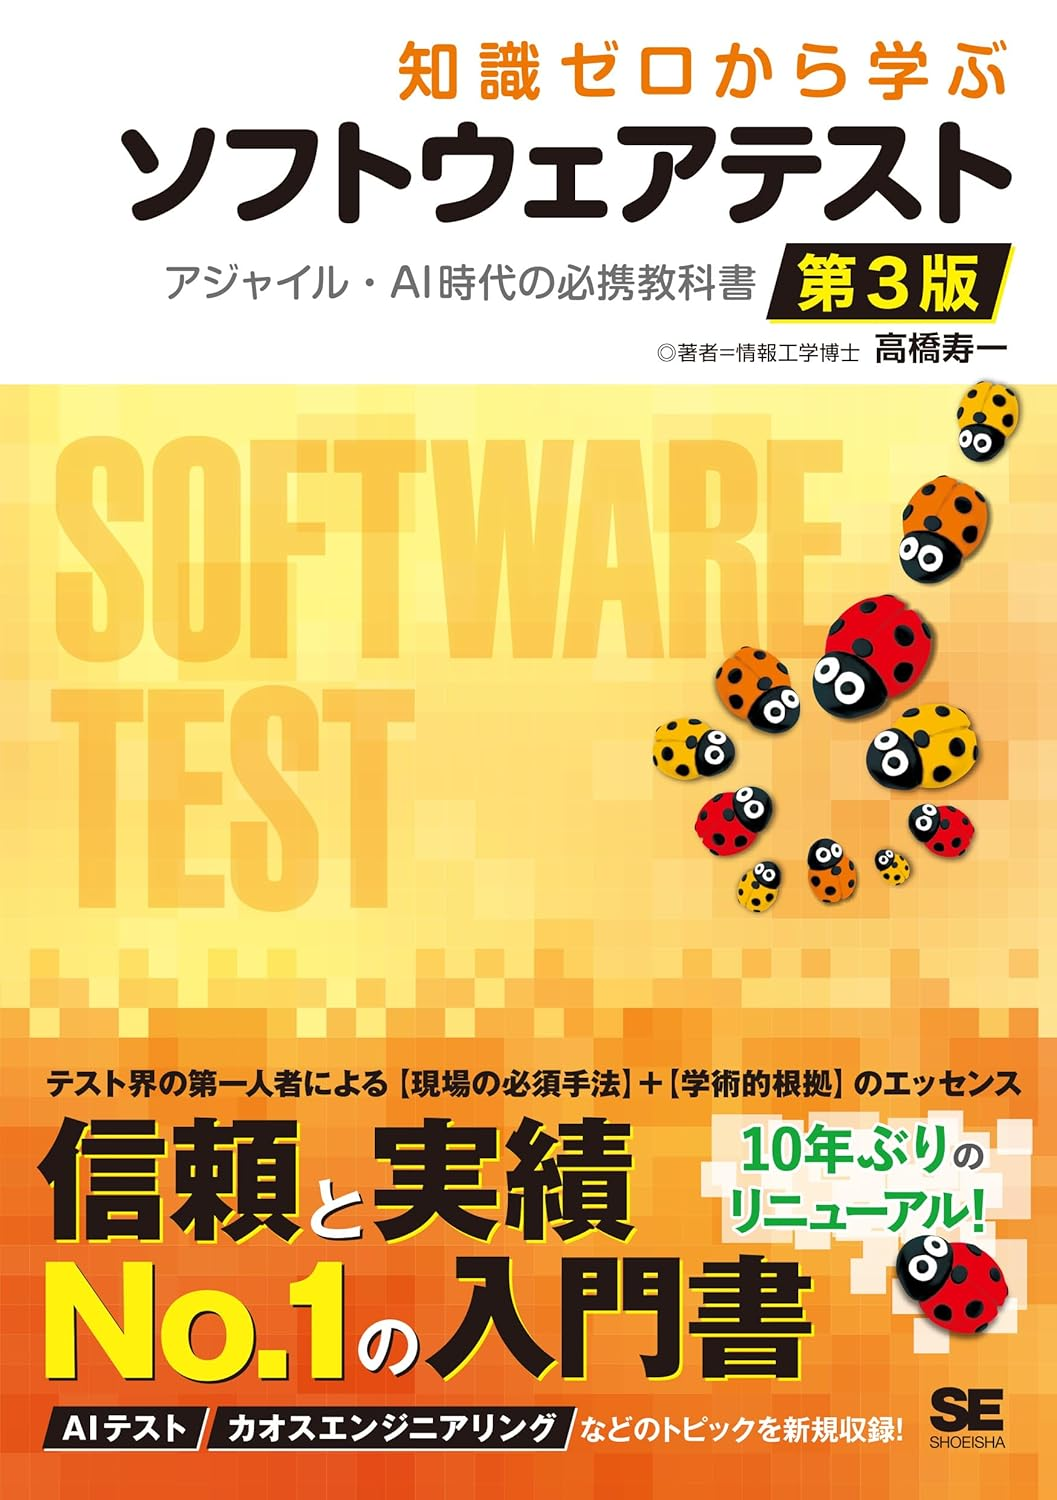 知識ゼロから学ぶ
ソフトウェアテスト
アジャイル・AI時代の必携教科書
第3版
◎著者=情報工学博士 高橋寿一
SOFTWARE
TEST
テスト界の第一人者による【現場の必須手法】+【学術的根拠】のエッセンス
信頼と実績
No.1の入門書
10年ぶりの
リニューアル!
AIテスト カオスエンジニアリング などのトピックを新規収録!
SE
SHOEISHA